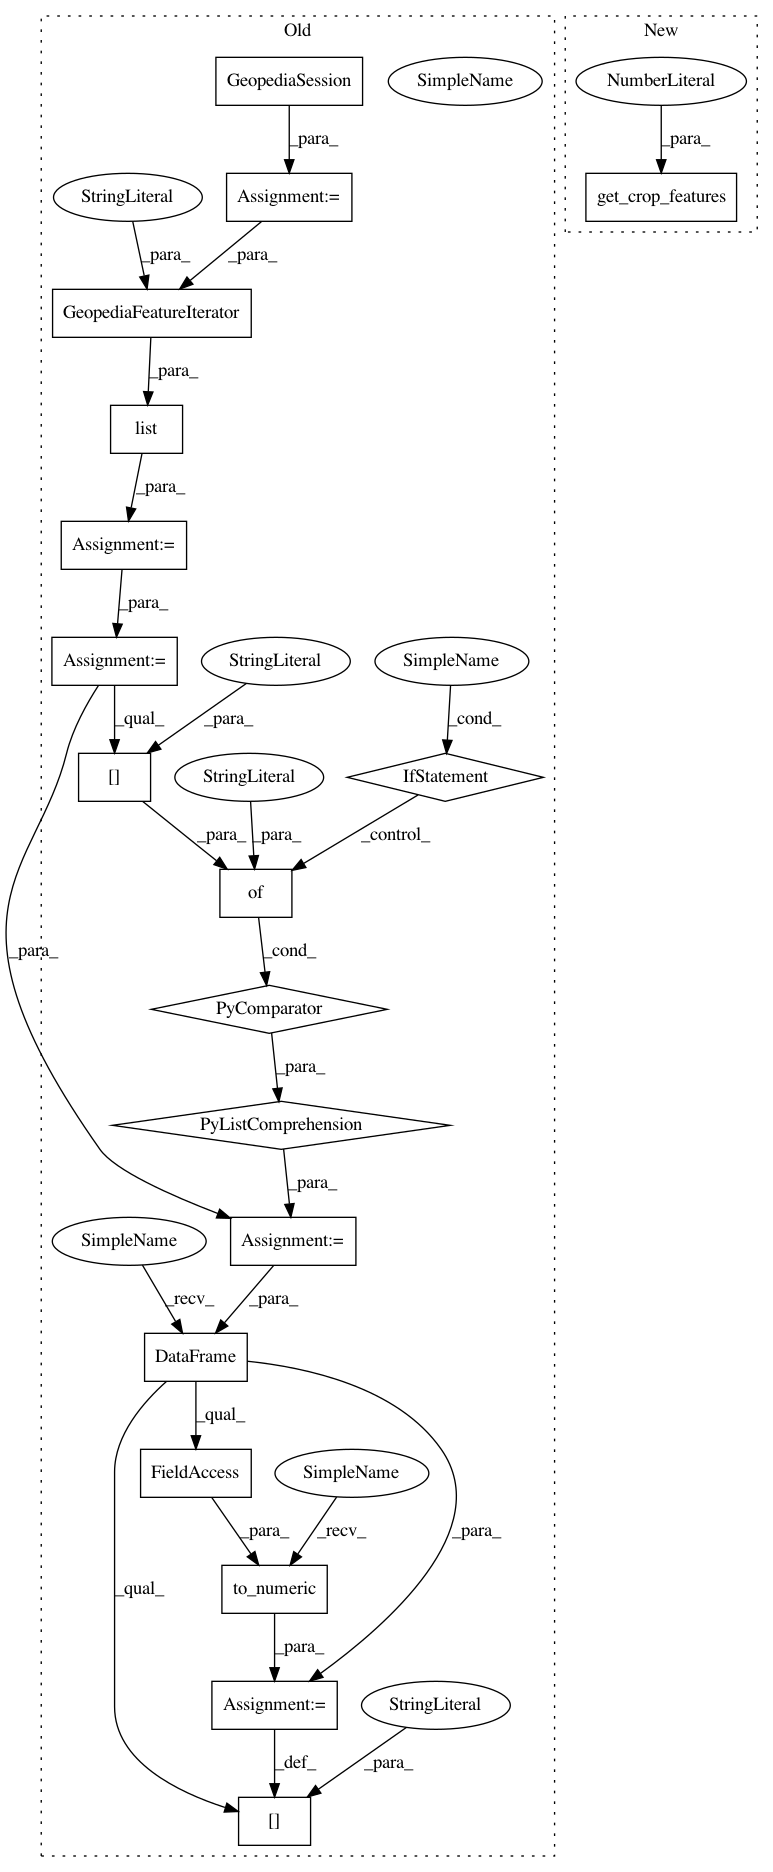 Old
New
GeopediaSession
SimpleName
NumberLiteral
_para_
_para_
StringLiteral
Assignment:=
get_crop_features
_para_
_para_
GeopediaFeatureIterator
_para_
list
_para_
Assignment:=
_para_
Assignment:=
StringLiteral
SimpleName
_qual_
_para_
_cond_
[]
StringLiteral
IfStatement
_para_
_para_
_control_
of
_para_
_cond_
PyComparator
_para_
PyListComprehension
_para_
SimpleName
Assignment:=
_recv_
_para_
DataFrame
_qual_
FieldAccess
SimpleName
_para_
_recv_
_para_
_qual_
to_numeric
_para_
Assignment:=
StringLiteral
_def_
_para_
[]